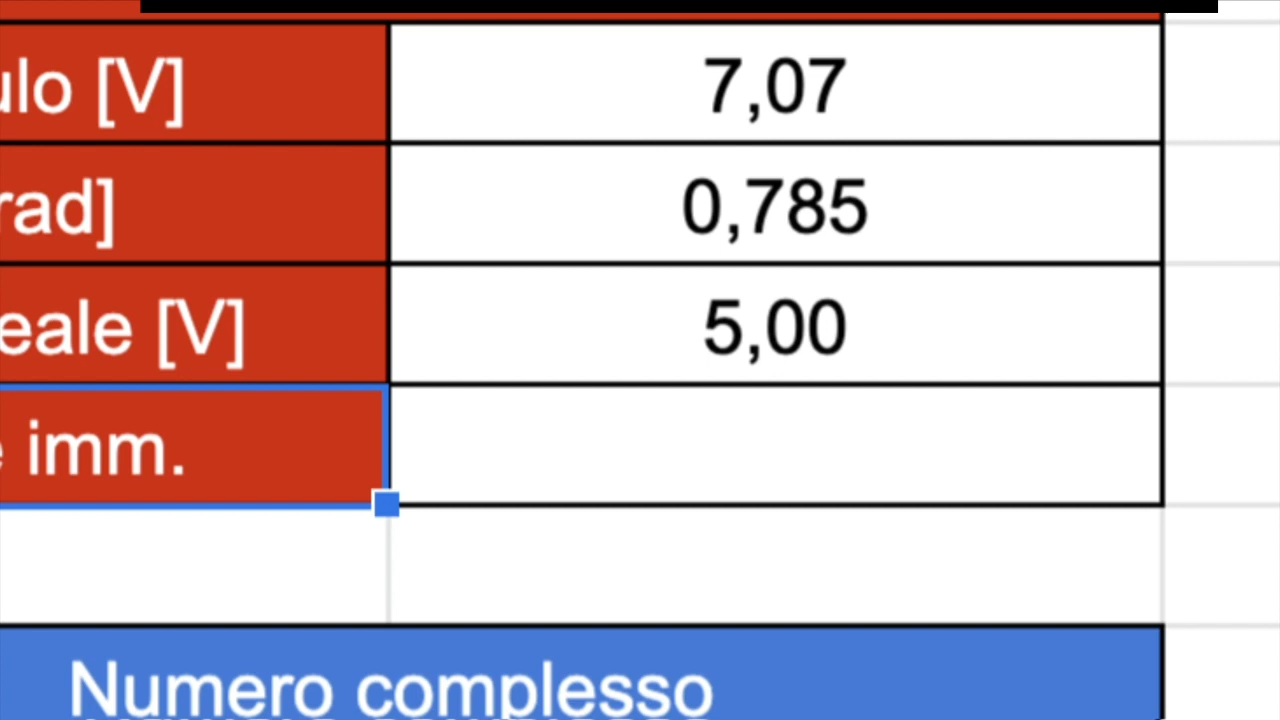 ulo [V] 7,07
rad] 0,785
eale [V] 5,00
e imm.
Numero complesso